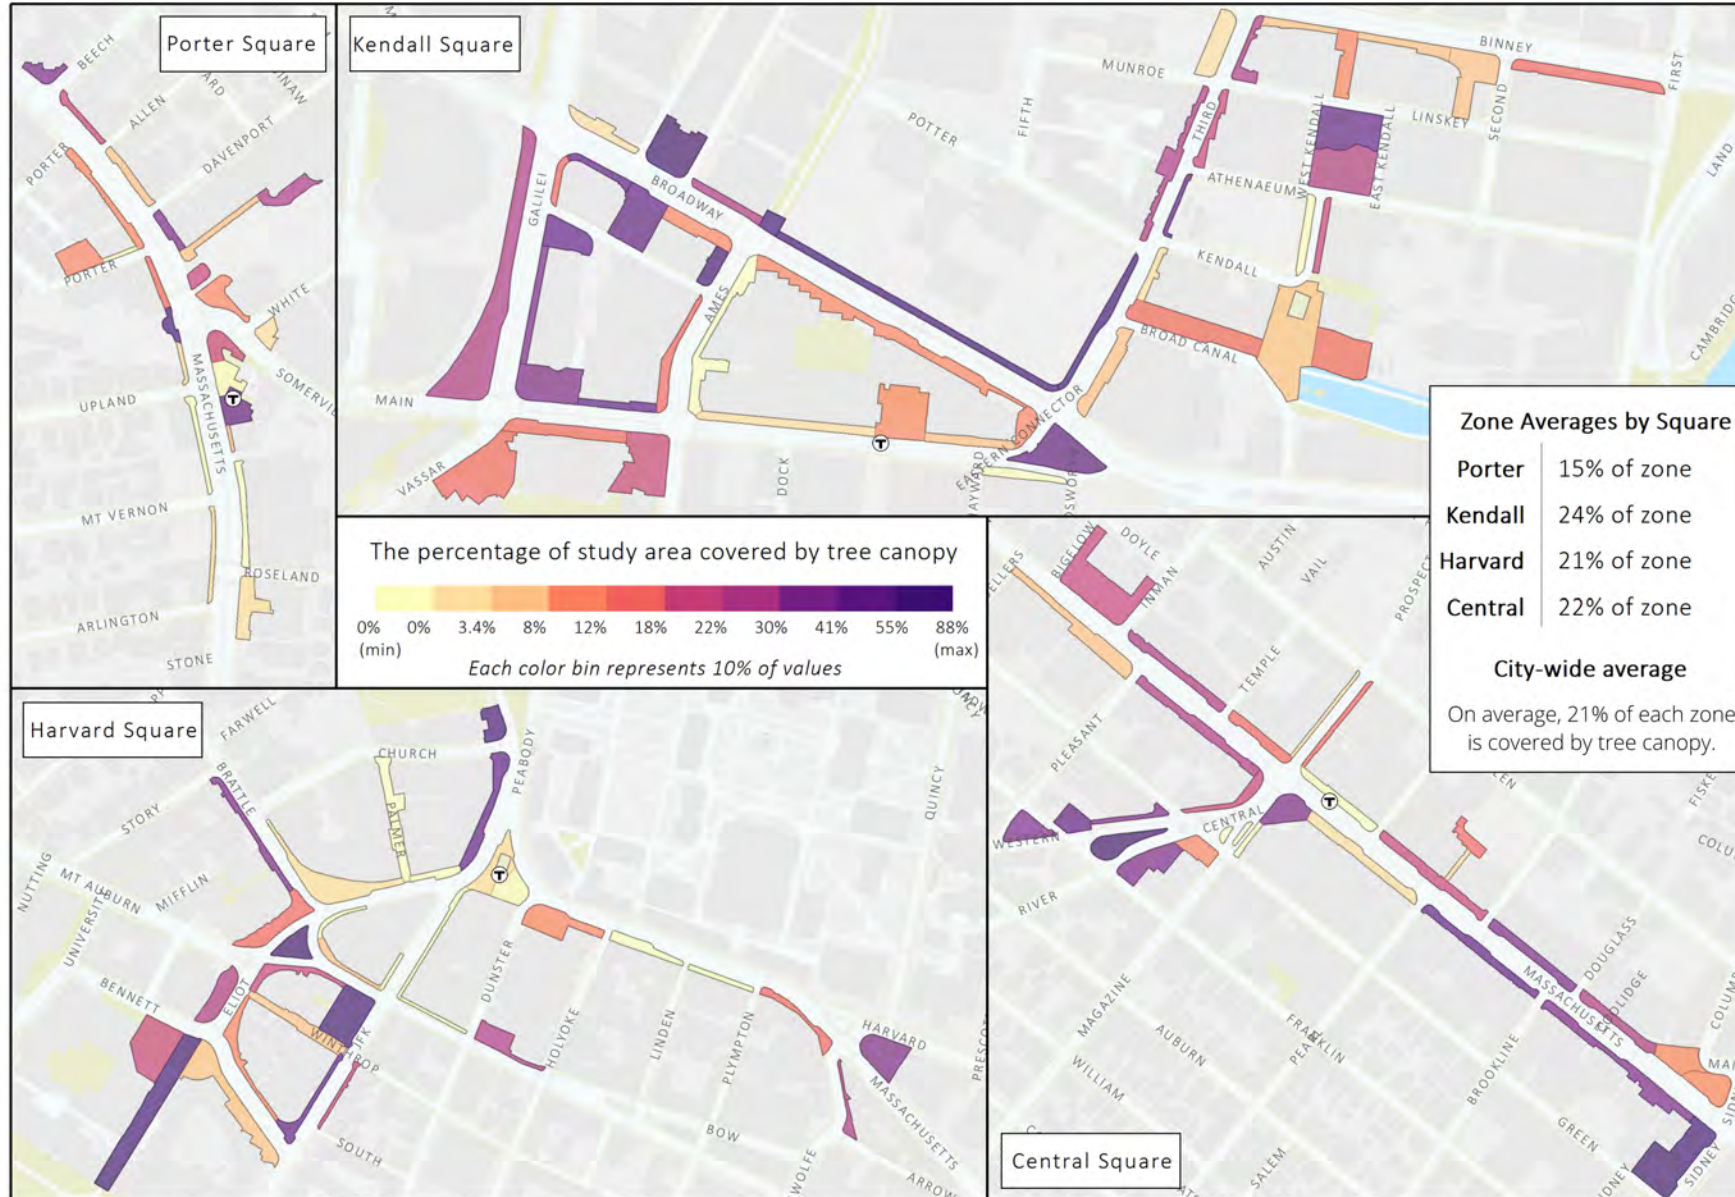 Porter Square
BEECH
ALLEN
DAVENPORT
PORTER
PORTER
WHITE
MASSACHUSETTS
UPLAND
T
MT VERNON
ROSELAND
ARLINGTON
STONE
Kendall Square
BINNEY
FIRST
MUNROE
POTTER
FIFTH
THIRD
LINSKEY
SECOND
WEST KENDALL
EAST KENDALL
LAND
ATHENAEUM
BROADWAY
GALILEI
KENDALL
AMES
BROAD CANAL
MAIN
EASTERN CONNECTOR
VASSAR
DOCK
T
The percentage of study area covered by tree canopy
0% 0% 3.4% 8% 12% 18% 22% 30% 41% 55% 88%
(min) (max)
Each color bin represents 10% of values
Zone Averages by Square
Porter 15% of zone
Kendall 24% of zone
Harvard 21% of zone
Central 22% of zone
City-wide average
On average, 21% of each zone
is covered by tree canopy.
Harvard Square
FARWELL
CHURCH
PEABODY
BRATTLE
STORY
PALMER
QUINCY
NUTTING
MT AUBURN
MIFFLIN
UNIVERSITY
T
BENNETT
ELIOT
DUNSTER
WINTHROP
JFK
HOLYOKE
LINDEN
PLYMPTON
HARVARD
MASSACHUSETTS
SOUTH
BOW
ARROW
BIGELOW
DOYLE
INMAN
AUSTIN
VAIL
PROSPECT
TEMPLE
PLEASANT
WESTERN
CENTRAL
T
RIVER
MAGAZINE
AUBURN
FRANKLIN
PEARL
WILLIAM
BROOKLINE
DOUGLASS
COOLIDGE
MASSACHUSETTS
GREEN
SALEM
SIDNEY
Central Square